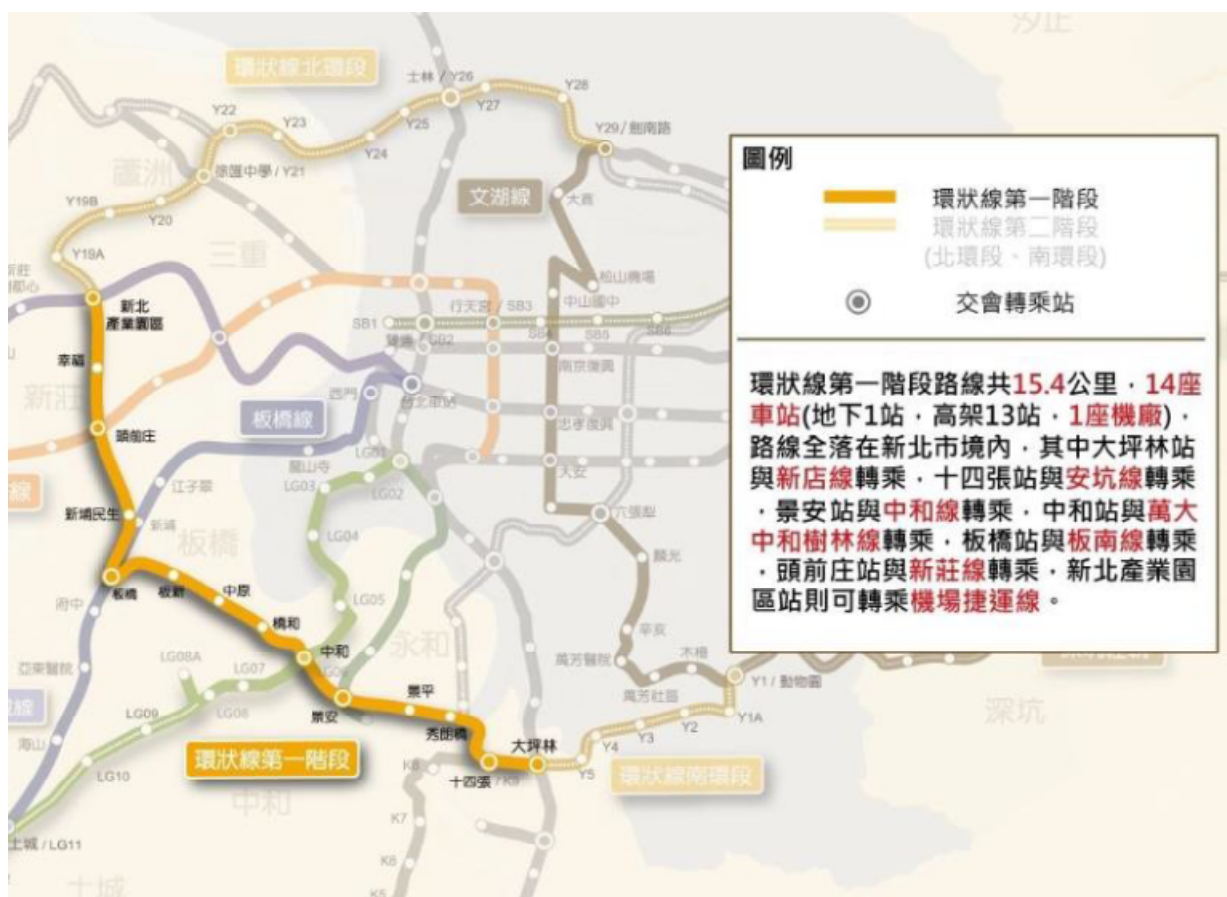 汐止
環狀線北環段
士林 / Y26
Y28
Y27
Y22
Y23
Y25
Y24
Y29 / 劍南路
徐匯中學 / Y21
蘆洲
文湖線
大直
Y19B
Y20
Y19A
三重
松山機場
中山國中
新北
產業園區
行天宮 / SB3
SB1
SB2
SB4
SB5
SB6
幸福
南京復興
新莊
西門
台北車站
板橋線
忠孝復興
頭前庄
龍山寺
LG01
LG02
LG03
大安
江子翠
六張犁
新埔民生
新埔
板橋
LG04
麟光
板橋
板新
府中
中原
LG05
橋和
永和
辛亥
中和
LG06
萬芳醫院
木柵
LG08A
LG07
亞東醫院
萬芳社區
Y1 / 動物園
景平
LG08
景安
LG09
秀朗橋
Y1A
Y2
Y3
Y4
深坑
海山
環狀線第一階段
大坪林
Y5
環狀線南環段
LG10
K8
十四張 / K9
中和
K7
土城 / LG11
K6
K5
土城
圖例
環狀線第一階段
環狀線第二階段
(北環段、南環段)
交會轉乘站
環狀線第一階段路線共15.4公里，14座
車站(地下1站，高架13站，1座機廠)，
路線全落在新北市境內，其中大坪林站
與新店線轉乘，十四張站與安坑線轉乘
，景安站與中和線轉乘，中和站與萬大
中和樹林線轉乘，板橋站與板南線轉乘
，頭前庄站與新莊線轉乘，新北產業園
區站則可轉乘機場捷運線。